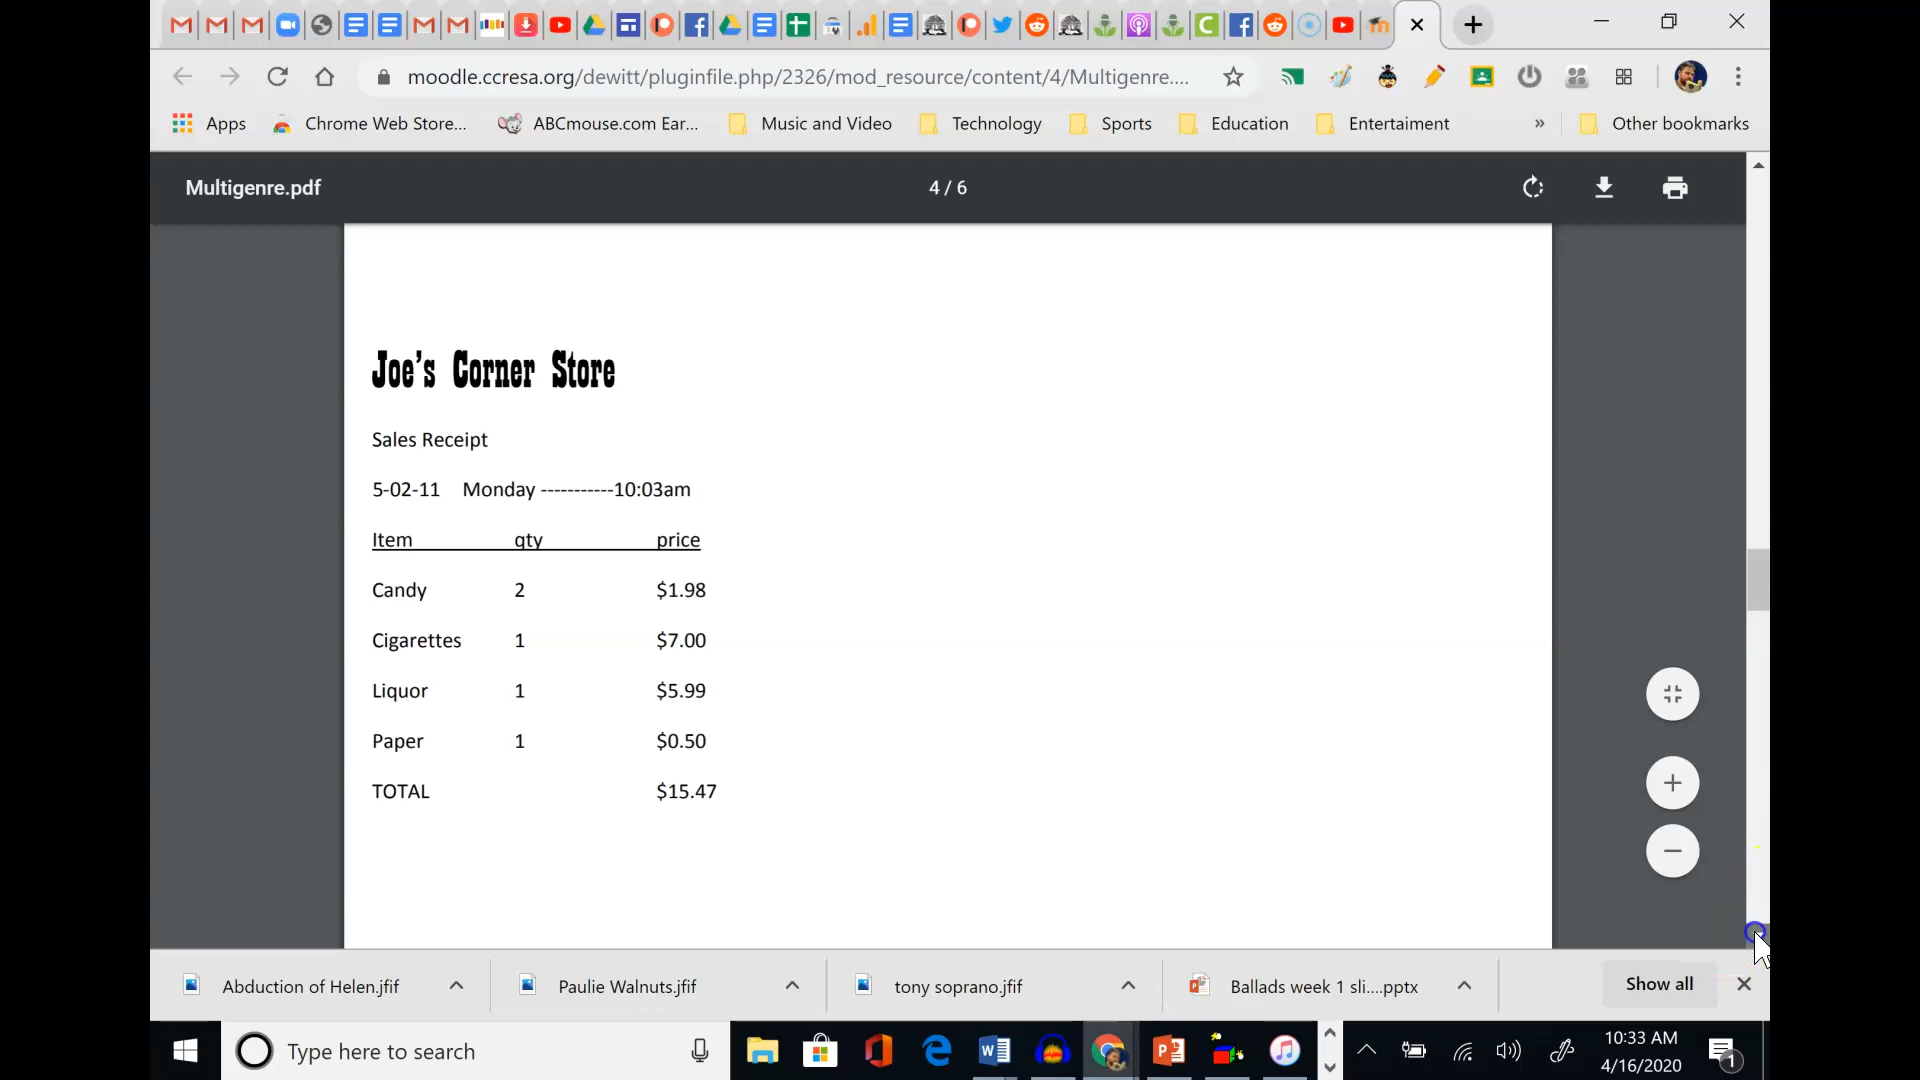 moodle.ccresa.org/dewitt/pluginfile.php/2326/mod_resource/content/4/Multigenre....
Apps Chrome Web Store... ABCmouse.com Ear... Music and Video Technology Sports Education Entertaiment » Other bookmarks
Multigenre.pdf 4 / 6
Joe's Corner Store
Sales Receipt
5-02-11 Monday -----------10:03am
Item qty price
Candy 2 $1.98
Cigarettes 1 $7.00
Liquor 1 $5.99
Paper 1 $0.50
TOTAL $15.47
Abduction of Helen.jfif Paulie Walnuts.jfif tony soprano.jfif Ballads week 1 sli....pptx Show all
Type here to search
10:33 AM
4/16/2020
1